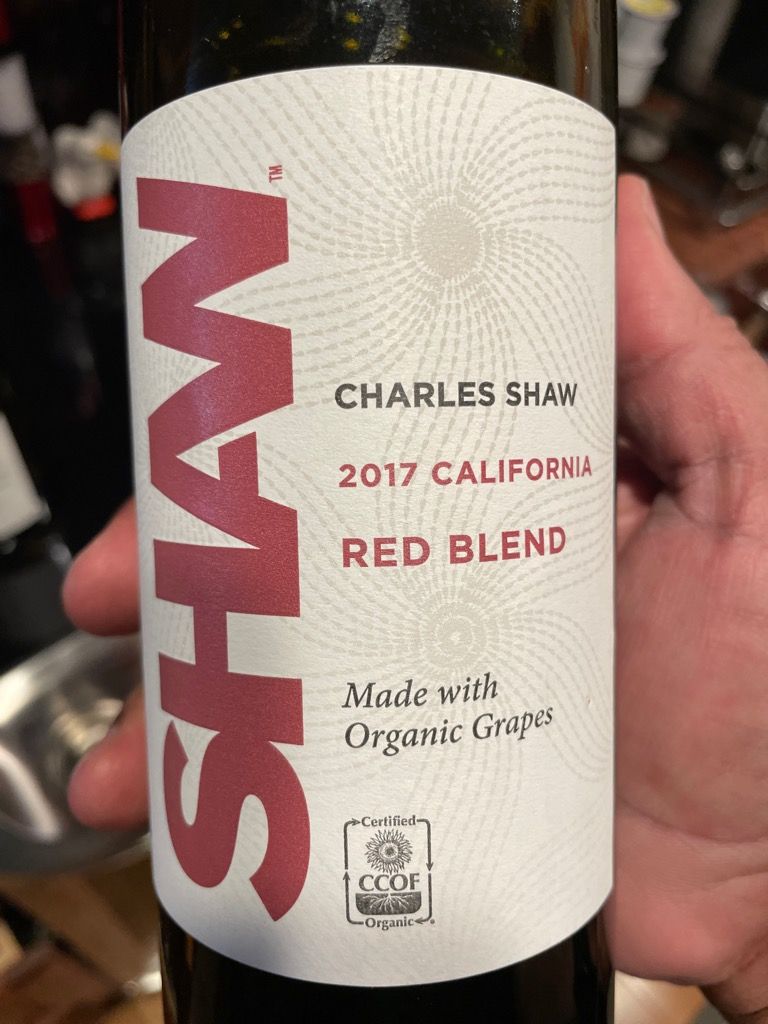 SHAW™
CHARLES SHAW
2017 CALIFORNIA
RED BLEND
Made with
Organic Grapes
Certified
CCOF
Organic